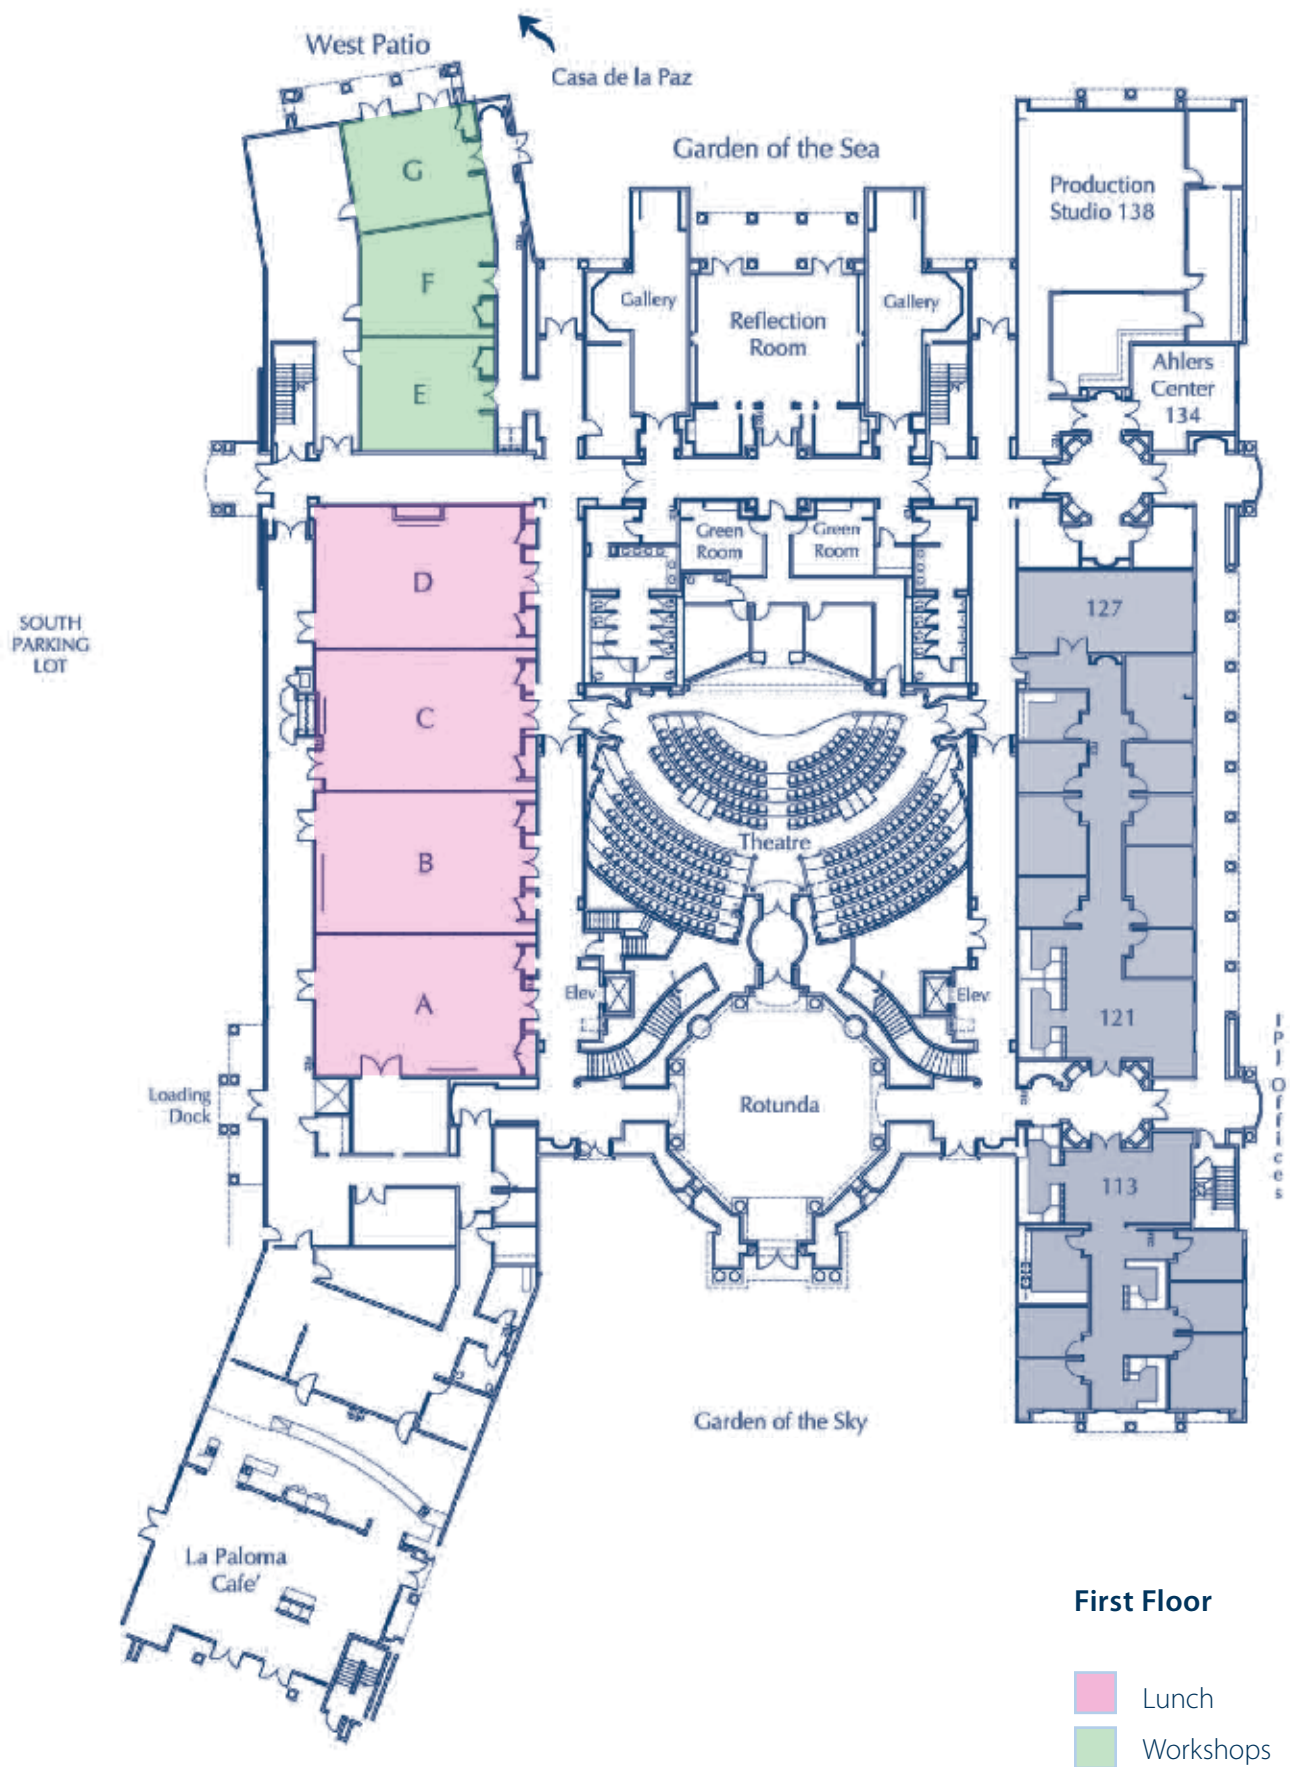 West Patio
Casa de la Paz
Garden of the Sea
G
Production
Studio 138
F
Gallery
Reflection
Room
Gallery
E
Ahlers
Center
134
Green
Room
Green
Room
D
127
SOUTH
PARKING
LOT
C
Theatre
B
Elev
Elev
A
121
IPJ Offices
Loading
Dock
Rotunda
113
Garden of the Sky
La Paloma
Cafe'
First Floor
Lunch
Workshops